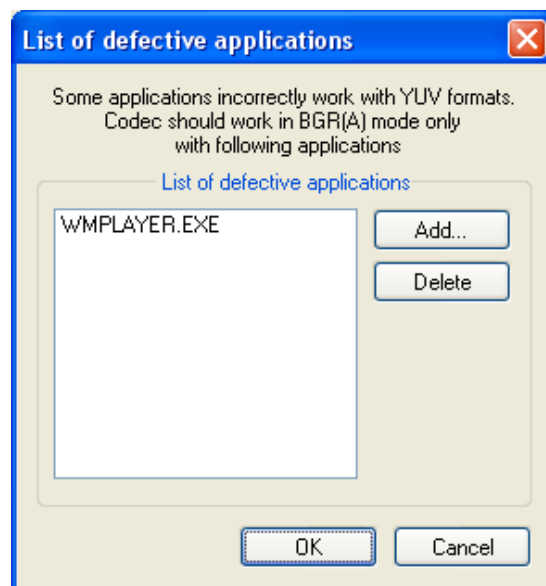 List of defective applications
Some applications incorrectly work with YUV formats.
Codec should work in BGR(A) mode only
with following applications
List of defective applications
WMPLAYER.EXE
Add...
Delete
OK
Cancel